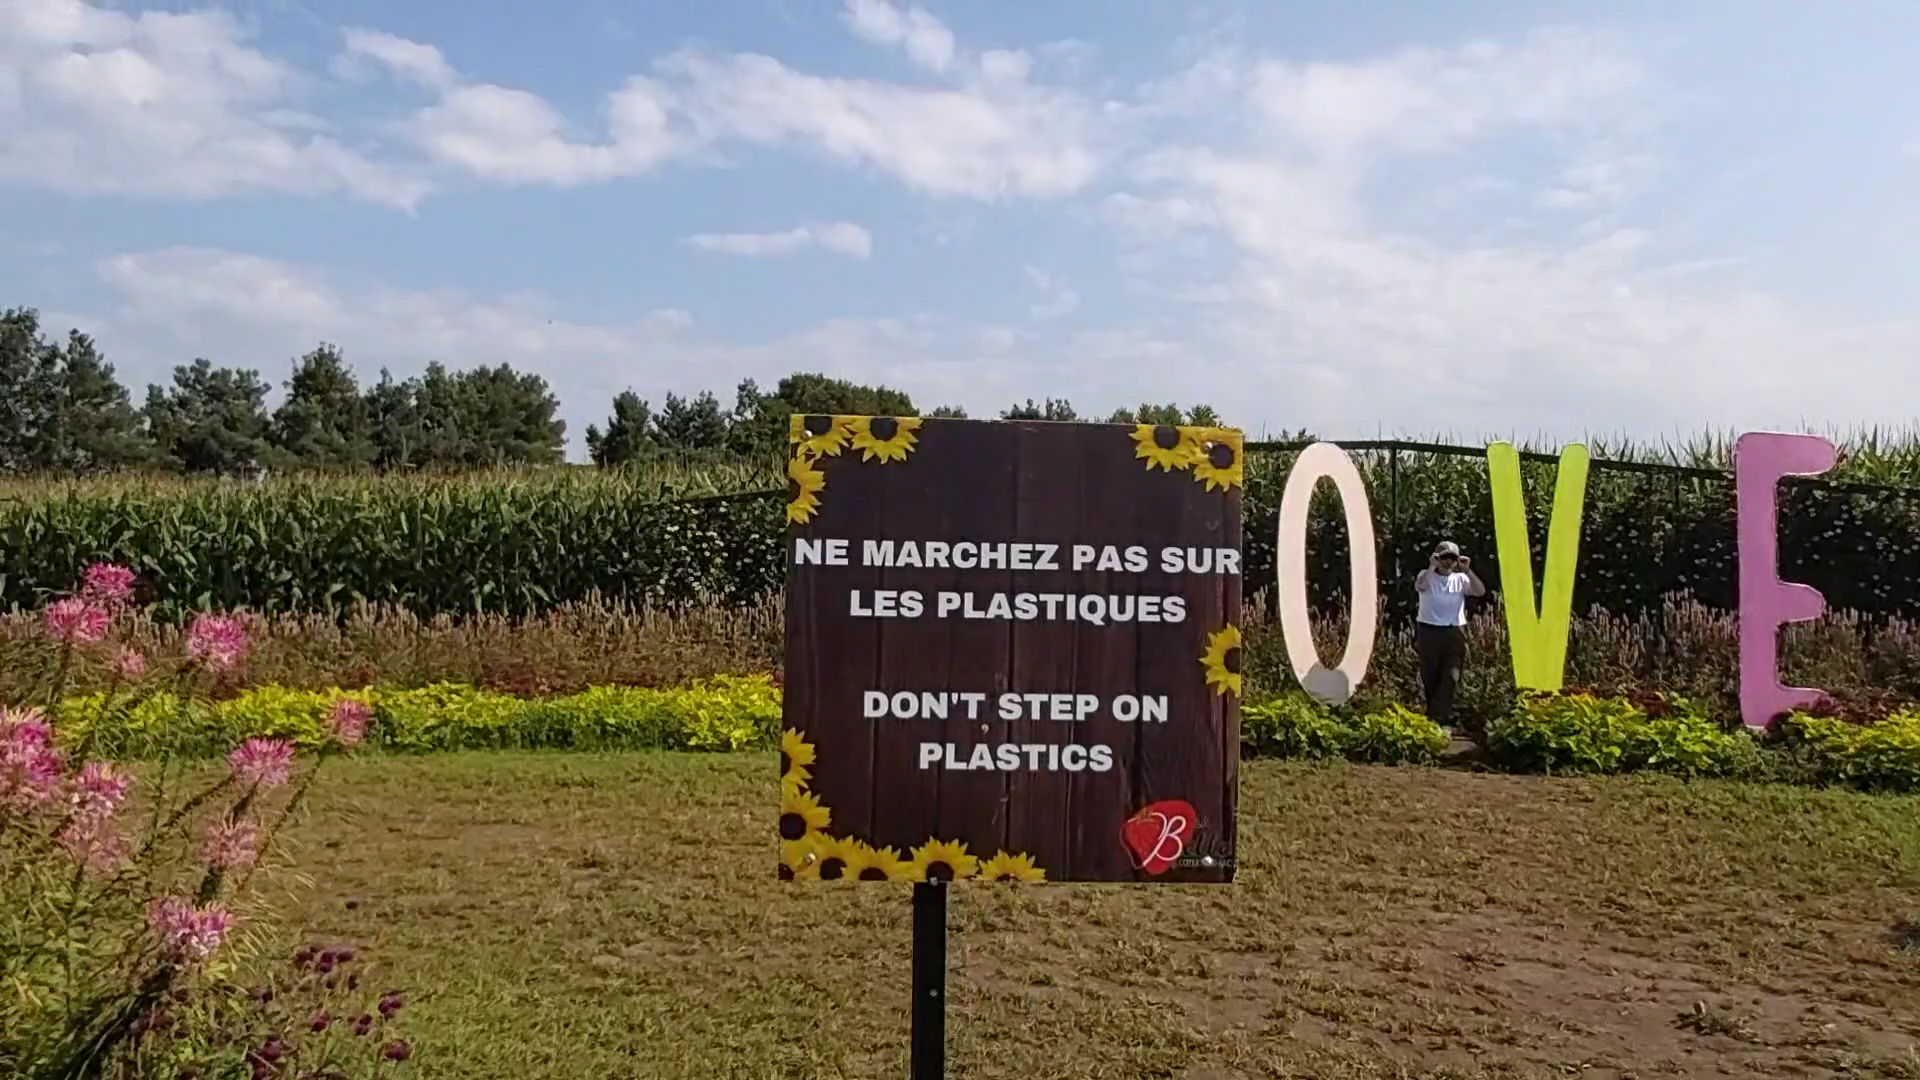 NE MARCHEZ PAS SUR
LES PLASTIQUES
DON'T STEP ON
PLASTICS
B
OVE